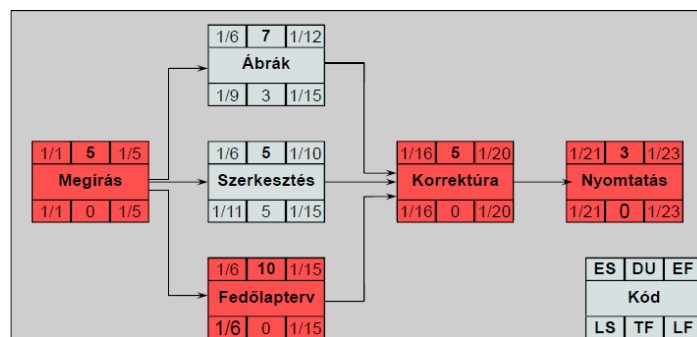 1/6 7 1/12
Ábrák
1/9 3 1/15
1/1 5 1/5
Megírás
1/1 0 1/5
1/6 5 1/10
Szerkesztés
1/11 5 1/15
1/16 5 1/20
Korrektúra
1/16 0 1/20
1/21 3 1/23
Nyomtatás
1/21 0 1/23
1/6 10 1/15
Fedőlapterv
1/6 0 1/15
ES DU EF
Kód
LS TF LF